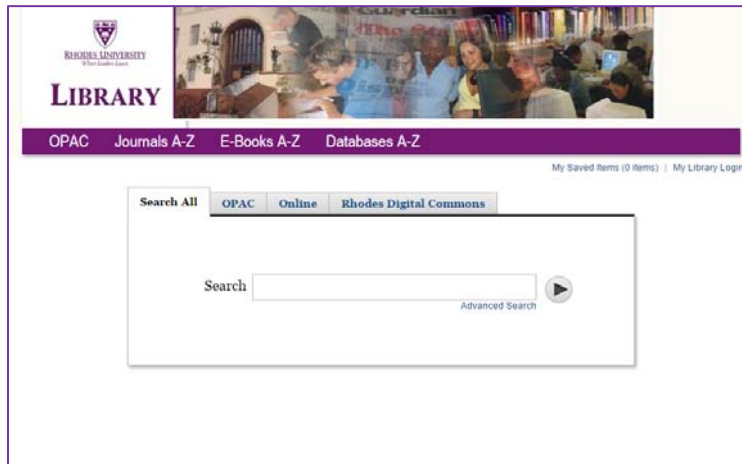 Guardian
RHODES UNIVERSITY
Where Leaders Learn
LIBRARY
OPAC Journals A-Z E-Books A-Z Databases A-Z
My Saved Items (0 items) | My Library Login
Search All OPAC Online Rhodes Digital Commons
Search
Advanced Search